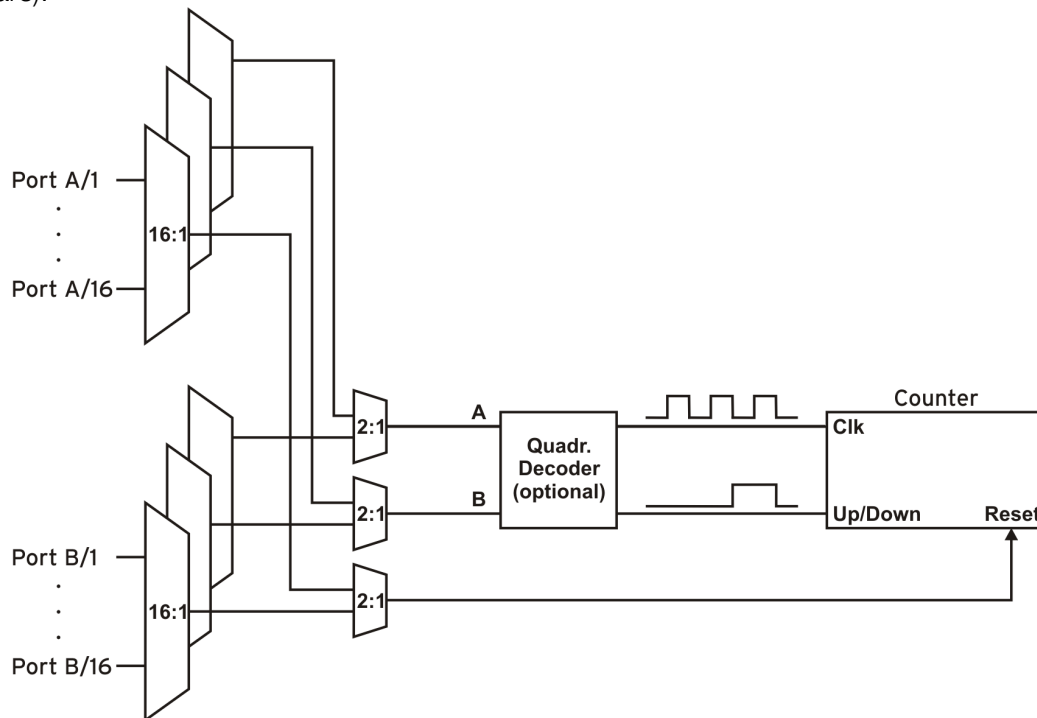 Port A/1
16:1
Port A/16
Counter
2:1
A
Clk
Quadr.
Decoder
(optional)
2:1
B
Up/Down
Reset
Port B/1
2:1
16:1
Port B/16